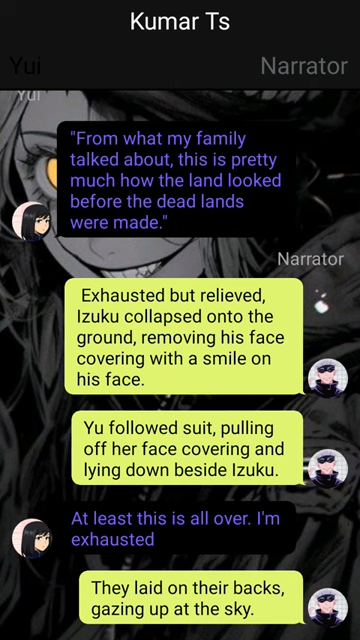 Kumar Ts
Yui
Narrator
Yui
"From what my family
talked about, this is pretty
much how the land looked
before the dead lands
were made."
Narrator
Exhausted but relieved,
Izuku collapsed onto the
ground, removing his face
covering with a smile on
his face.
Yu followed suit, pulling
off her face covering and
lying down beside Izuku.
At least this is all over. I'm
exhausted
They laid on their backs,
gazing up at the sky.